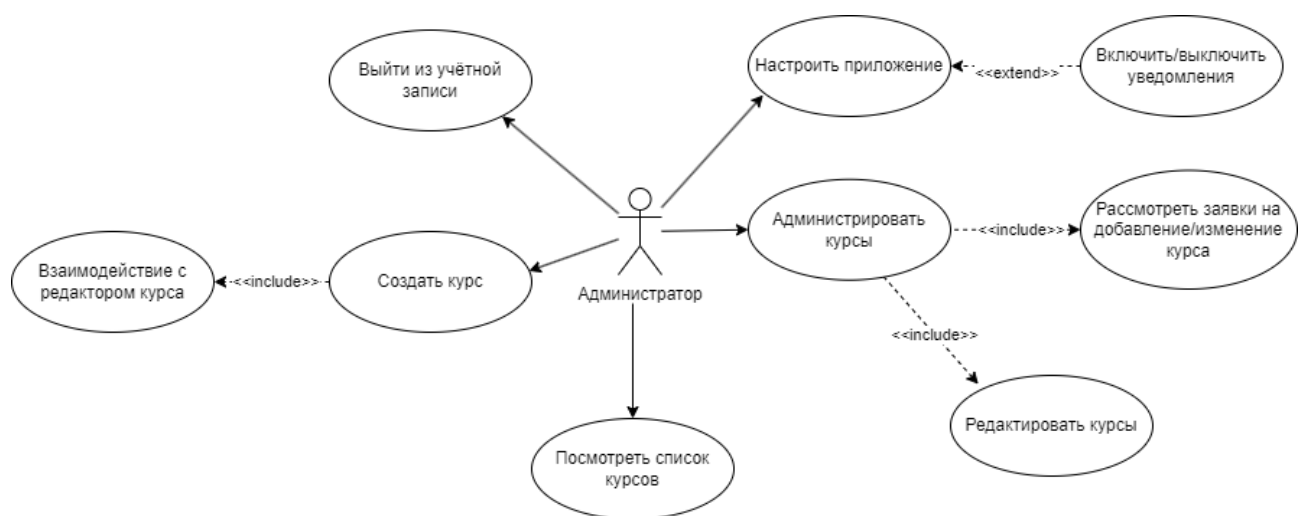 Выйти из учётной
записи
Настроить приложение
<<extend>>
Включить/выключить
уведомления
Администрировать
курсы
<<include>>
Рассмотреть заявки на
добавление/изменение
курса
Взаимодействие с
редактором курса
<<include>>
Создать курс
Администратор
<<include>>
Редактировать курсы
Посмотреть список
курсов